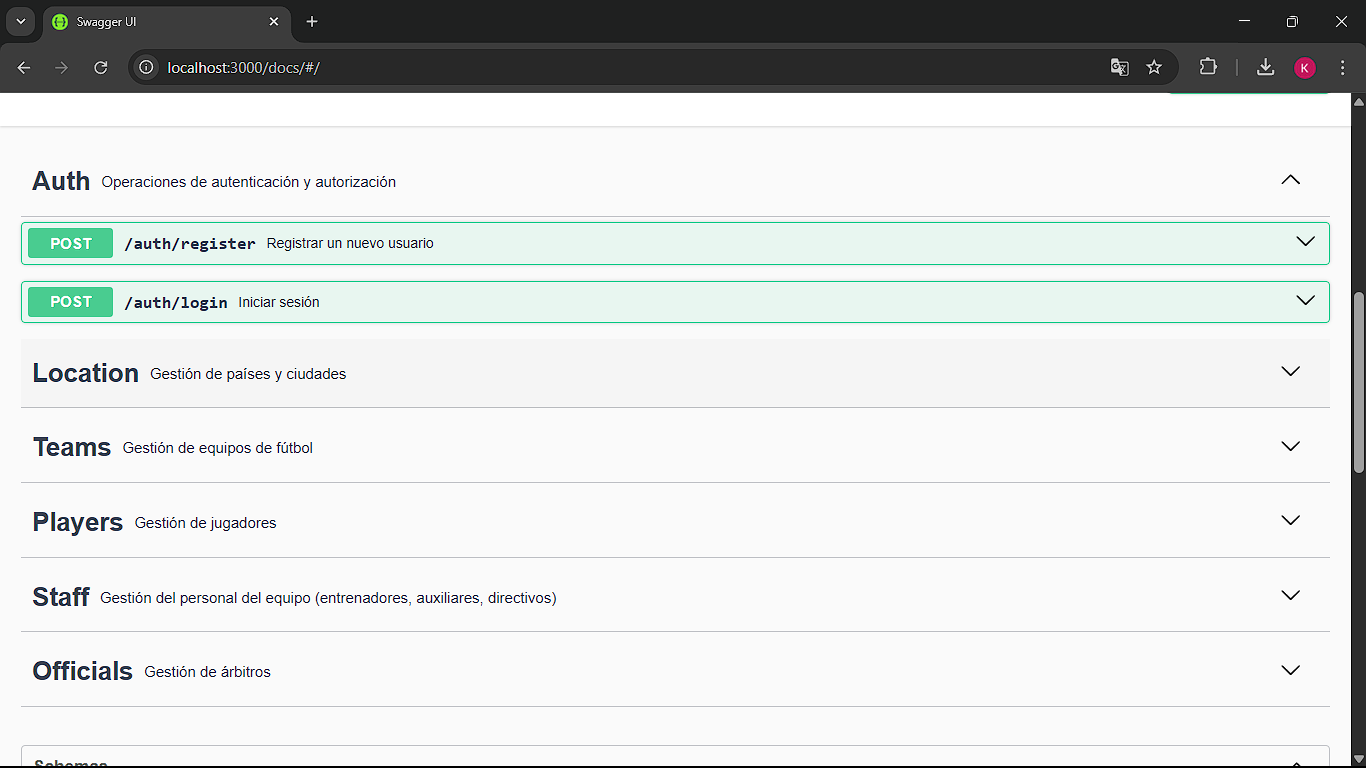 Swagger UI
localhost:3000/docs/#/
K
Auth Operaciones de autenticación y autorización
POST /auth/register Registrar un nuevo usuario
POST /auth/login Iniciar sesión
Location Gestión de países y ciudades
Teams Gestión de equipos de fútbol
Players Gestión de jugadores
Staff Gestión del personal del equipo (entrenadores, auxiliares, directivos)
Officials Gestión de árbitros
Schemas